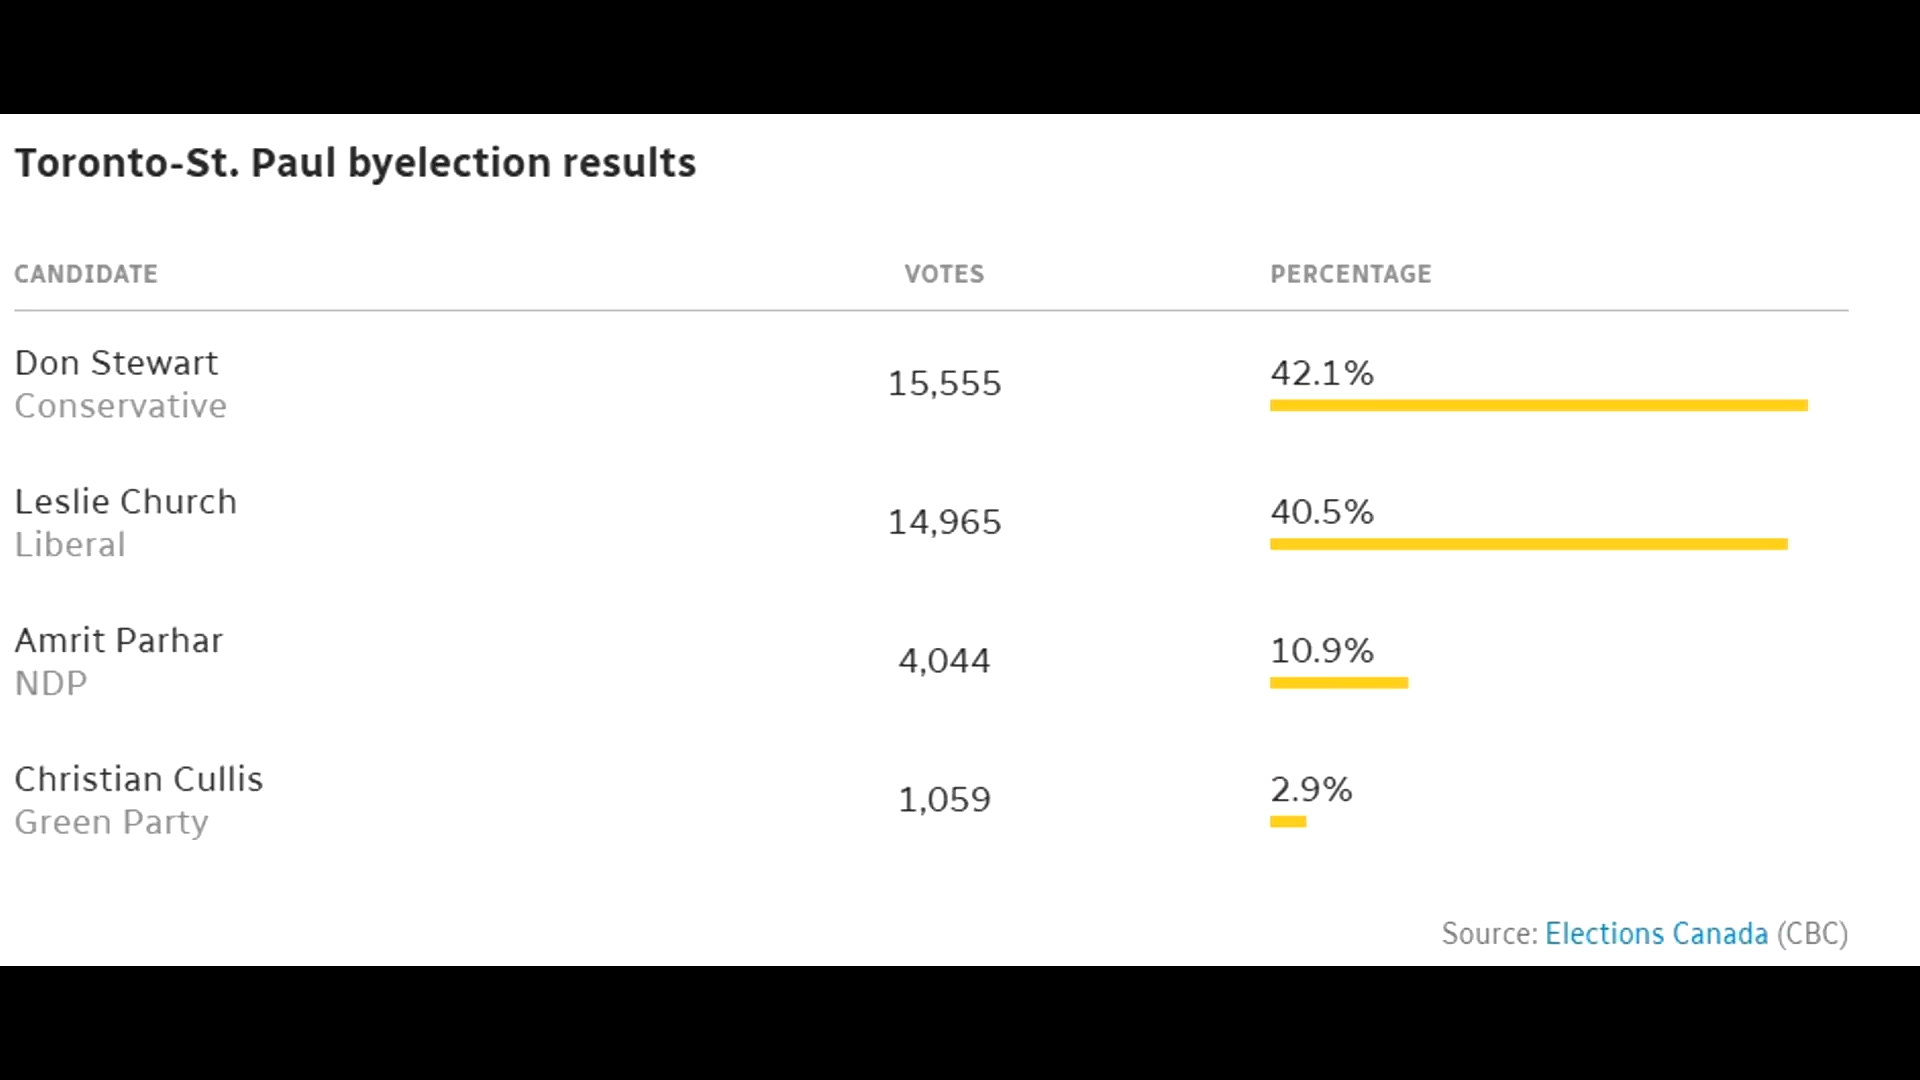 Toronto-St. Paul byelection results
CANDIDATE VOTES PERCENTAGE
Don Stewart
Conservative
15,555
42.1%
Leslie Church
Liberal
14,965
40.5%
Amrit Parhar
NDP
4,044
10.9%
Christian Cullis
Green Party
1,059
2.9%
Source: Elections Canada (CBC)